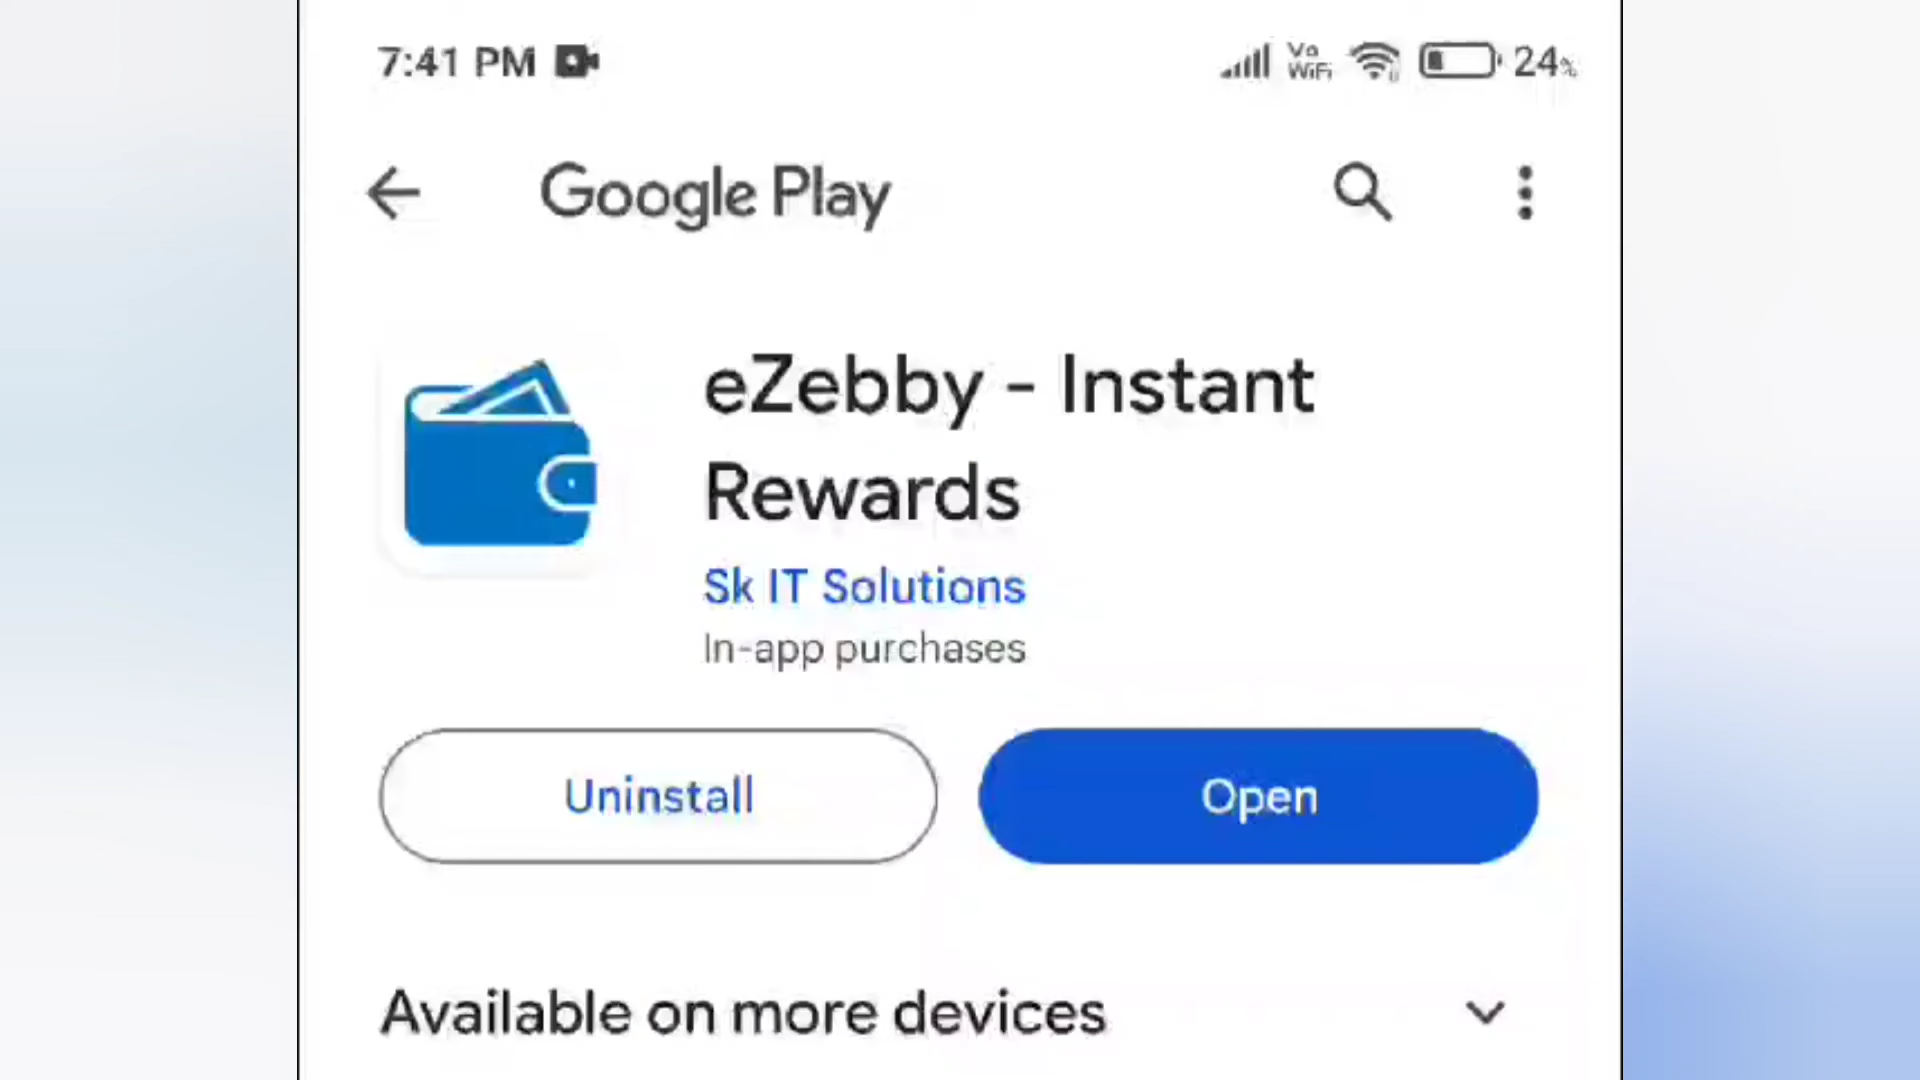 7:41 PM Vo WiFi 24%
Google Play
eZebby - Instant
Rewards
Sk IT Solutions
In-app purchases
Uninstall Open
Available on more devices